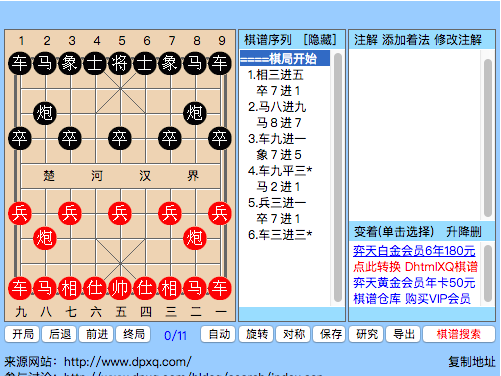 1 2 3 4 5 6 7 8 9
车 马 象 士 将 士 象 马 车
炮 炮
卒 卒 卒 卒 卒
楚 河 汉 界
兵 兵 兵 兵 兵
炮 炮
车 马 相 仕 帅 仕 相 马 车
九 八 七 六 五 四 三 二 一
棋谱序列 [隐藏]
====棋局开始
1.相三进五
卒7进1
2.马八进九
马8进7
3.车九进一
象7进5
4.车九平三*
马2进1
5.兵三进一
卒7进1
6.车三进三*
注解 添加着法 修改注解
变着(单击选择) 升降删
弈天白金会员6年180元
点此转换 DhtmlXQ棋谱
弈天黄金会员年卡50元
棋谱仓库 购买VIP会员
开局 后退 前进 终局 0/11 自动 旋转 对称 保存 研究 导出 棋谱搜索
来源网站: http://www.dpxq.com/ 复制地址